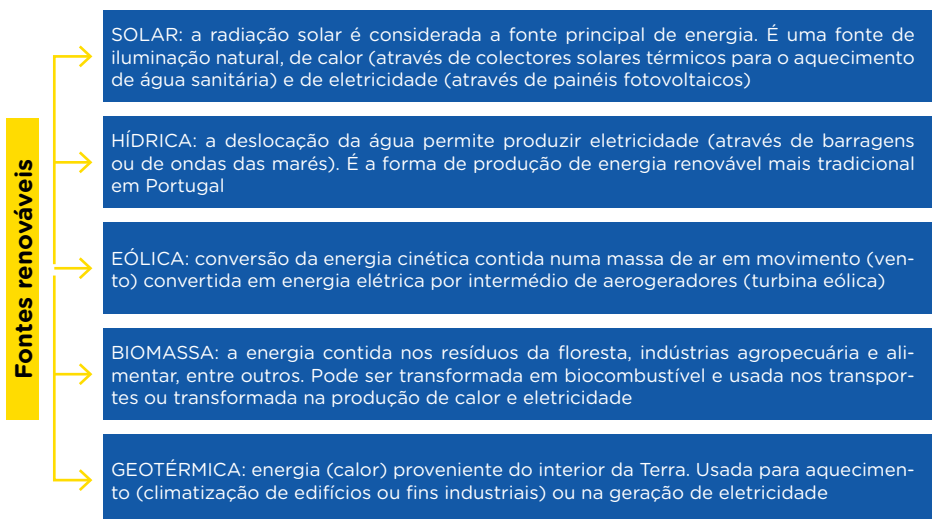 Fontes renováveis
SOLAR: a radiação solar é considerada a fonte principal de energia. É uma fonte de
iluminação natural, de calor (através de colectores solares térmicos para o aquecimento
de água sanitária) e de eletricidade (através de painéis fotovoltaicos)
HÍDRICA: a deslocação da água permite produzir eletricidade (através de barragens
ou de ondas das marés). É a forma de produção de energia renovável mais tradicional
em Portugal
EÓLICA: conversão da energia cinética contida numa massa de ar em movimento (ven-
to) convertida em energia elétrica por intermédio de aerogeradores (turbina eólica)
BIOMASSA: a energia contida nos resíduos da floresta, indústrias agropecuária e ali-
mentar, entre outros. Pode ser transformada em biocombustível e usada nos transpor-
tes ou transformada na produção de calor e eletricidade
GEOTÉRMICA: energia (calor) proveniente do interior da Terra. Usada para aquecimen-
to (climatização de edifícios ou fins industriais) ou na geração de eletricidade